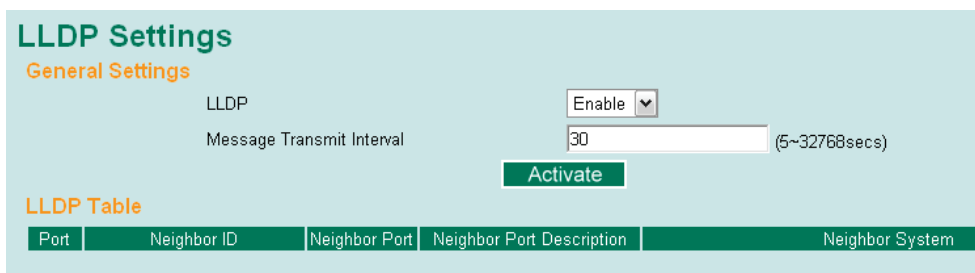 LLDP Settings
General Settings
LLDP Enable
Message Transmit Interval 30 (5~32768secs)
Activate
LLDP Table
Port Neighbor ID Neighbor Port Neighbor Port Description Neighbor System